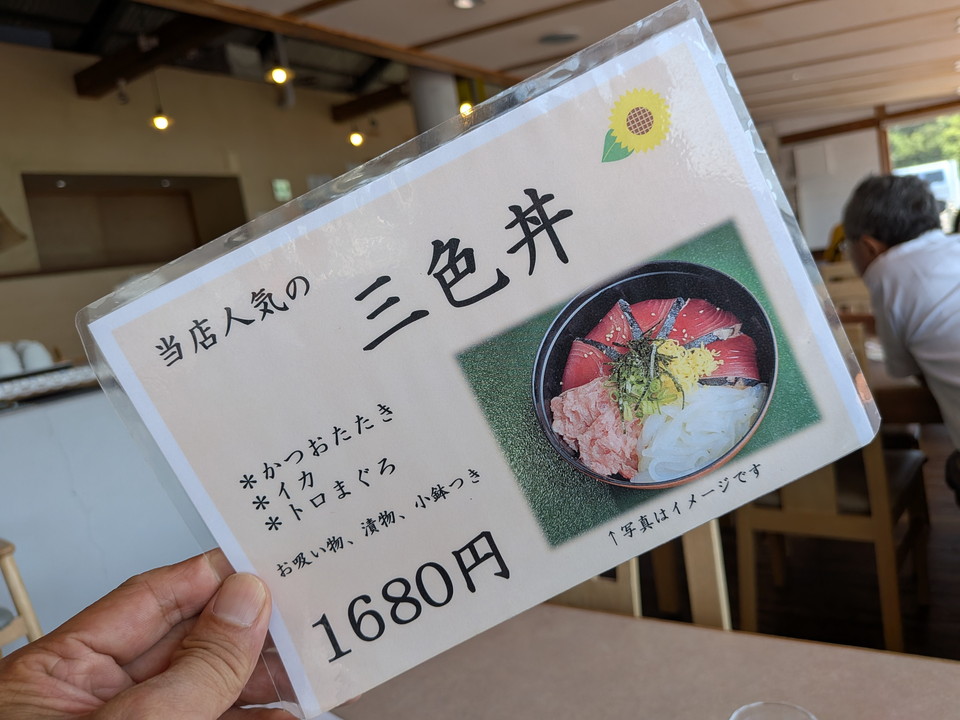 当店人気の
三色丼
*かつおたたき
*イカ
*トロまぐろ
お吸い物、漬物、小鉢つき
1680円
↑写真はイメージです